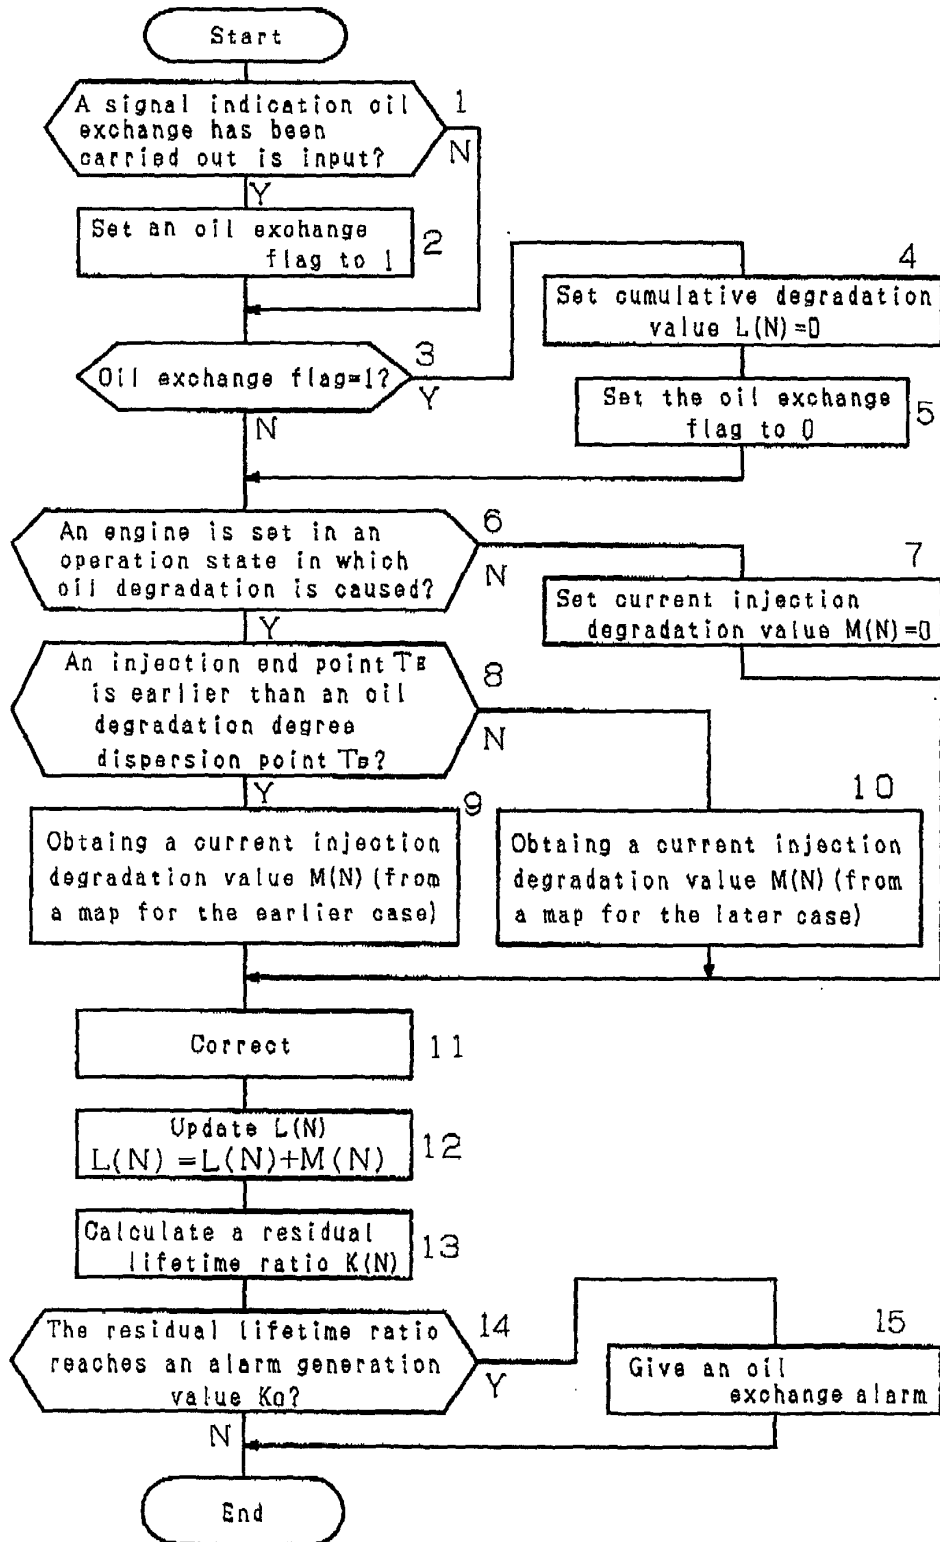 Start
A signal indication oil
exchange has been
carried out is input?
1
N
Y
Set an oil exchange
flag to 1
2
Oil exchange flag=1?
3
Y
N
4
Set cumulative degradation
value L(N)=0
Set the oil exchange
flag to 0
5
An engine is set in an
operation state in which
oil degradation is caused?
6
N
Y
7
Set current injection
degradation value M(N)=0
An injection end point TE
is earlier than an oil
degradation degree
dispersion point TB?
8
N
Y
9
Obtaing a current injection
degradation value M(N) (from
a map for the earlier case)
10
Obtaing a current injection
degradation value M(N) (from
a map for the later case)
Correct
11
Update L(N)
L(N)=L(N)+M(N)
12
Calculate a residual
lifetime ratio K(N)
13
The residual lifetime ratio
reaches an alarm generation
value K0?
14
Y
N
15
Give an oil
exchange alarm
End